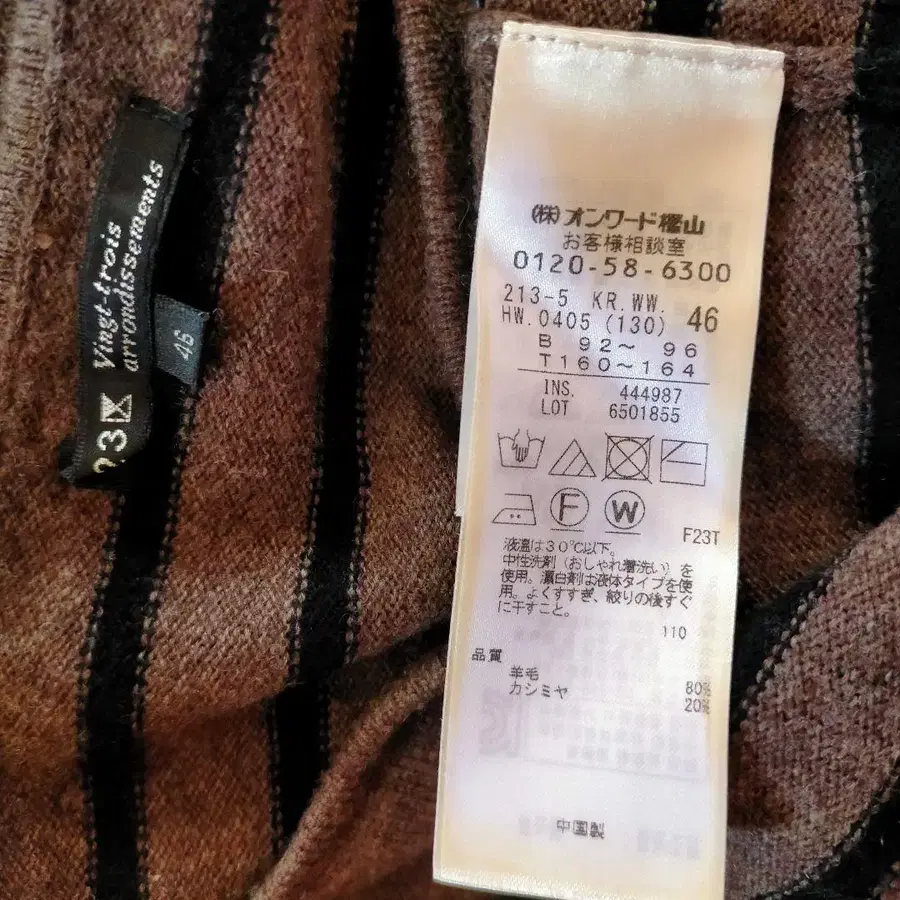 23区
Vingt-trois
arrondissements
46
(株)オンワード樫山
お客様相談室
0120-58-6300
213-5 KR.WW.
HW.0405 (130) 46
B 92～ 96
T160～164
INS. 444987
LOT 6501855
F
W
F23T
液温は30℃以下。
中性洗剤（おしゃれ着洗い）を
使用。漂白剤は液体タイプを使
用。よくすすぎ、絞りの後すぐ
に干すこと。
110
品質
羊毛 80%
カシミヤ 20%
中国製